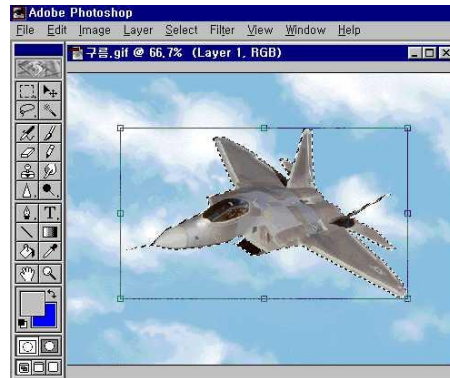 Adobe Photoshop
File Edit Image Layer Select Filter View Window Help
구름.gif @ 66.7% (Layer 1, RGB)
T